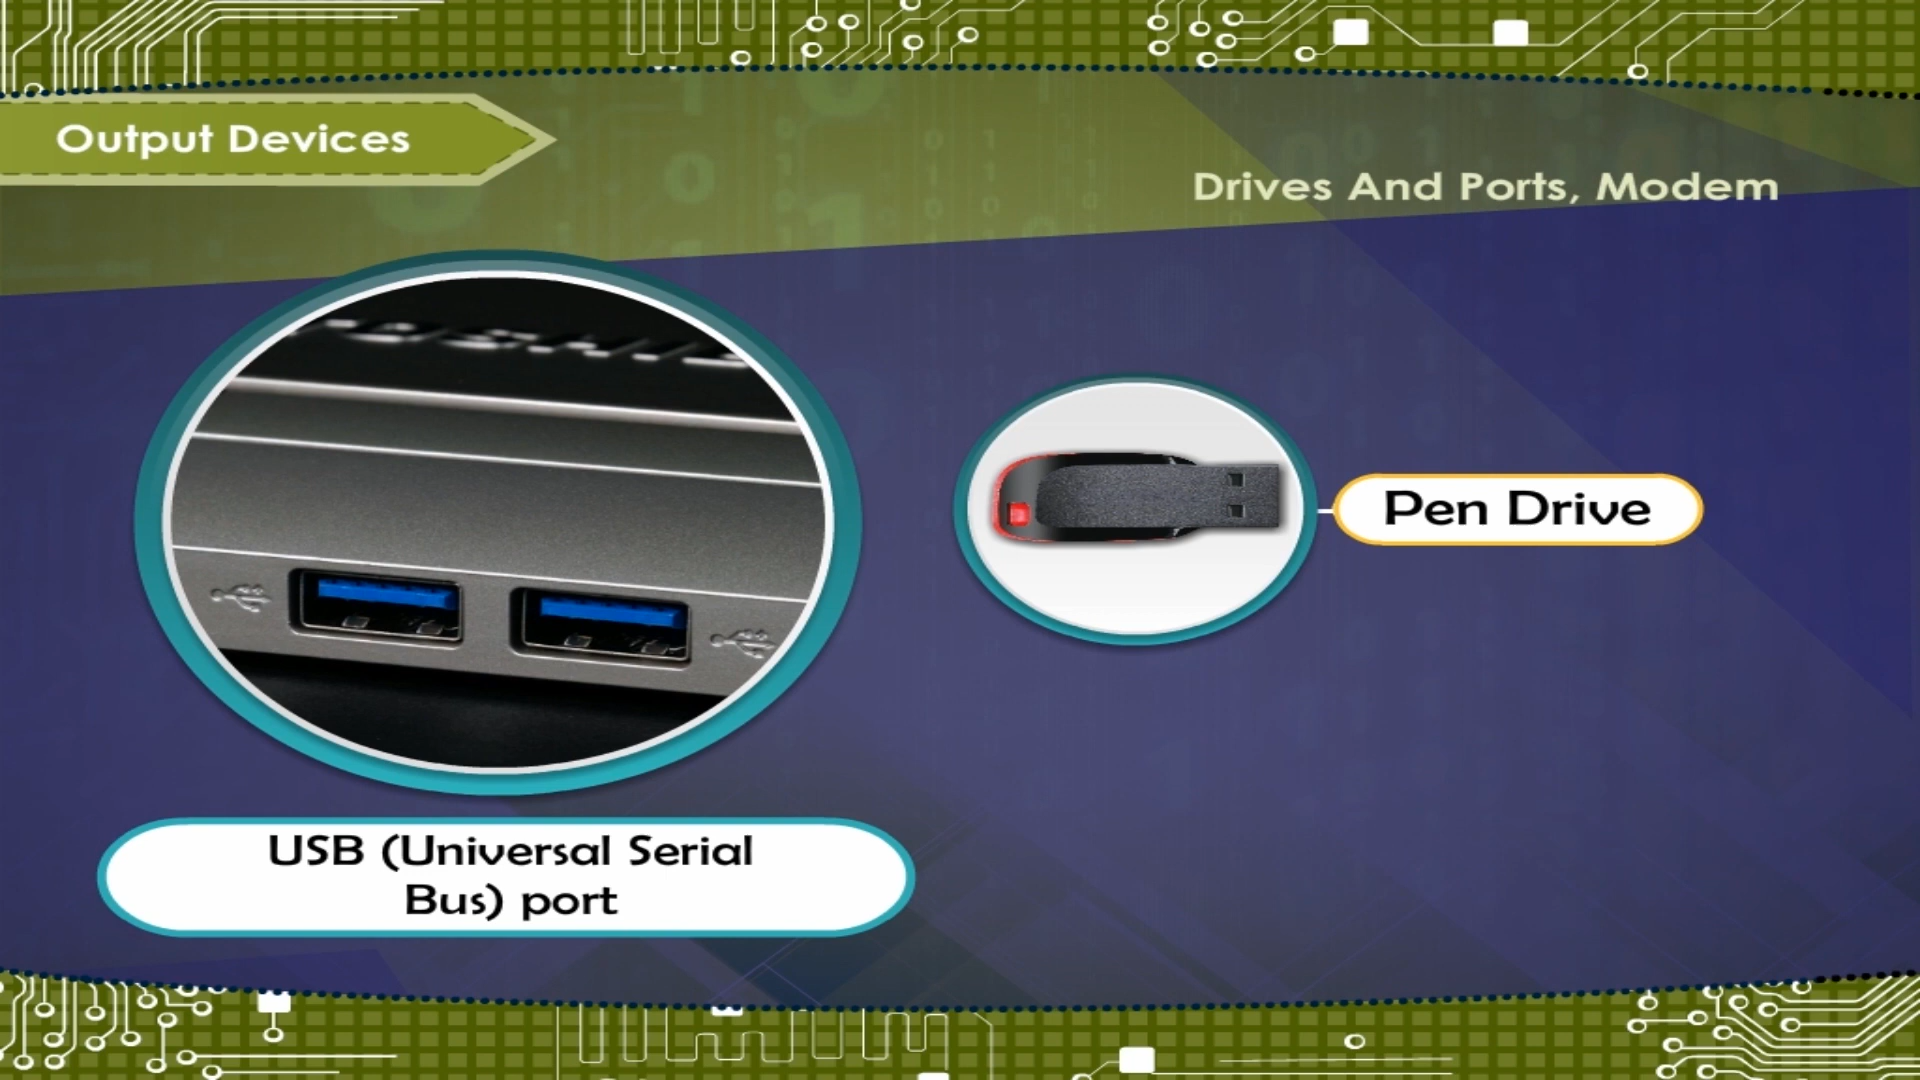 Output Devices
Drives And Ports, Modem
Pen Drive
USB (Universal Serial
Bus) port